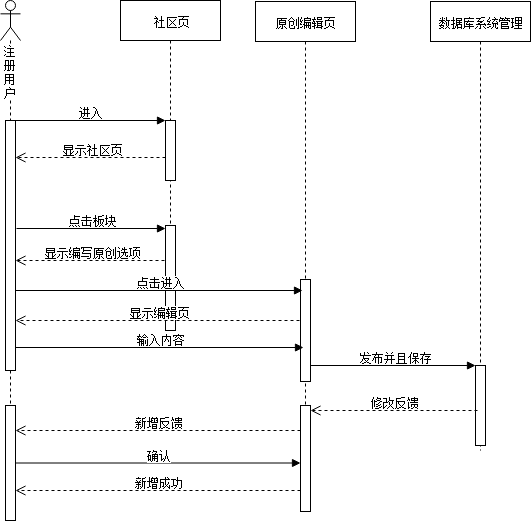 社区页
原创编辑页
数据库系统管理
注册用户
进入
显示社区页
点击板块
显示编写原创选项
点击进入
显示编辑页
输入内容
发布并且保存
修改反馈
新增反馈
确认
新增成功